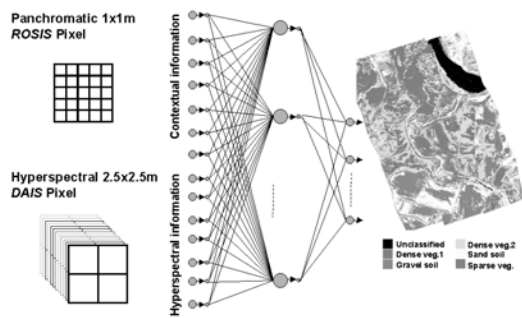 Panchromatic 1x1m
ROSIS Pixel
Contextual information
Hyperspectral 2.5x2.5m
DAIS Pixel
Hyperspectral information
Unclassified
Dense veg.1
Gravel soil
Dense veg.2
Sand soil
Sparse veg.